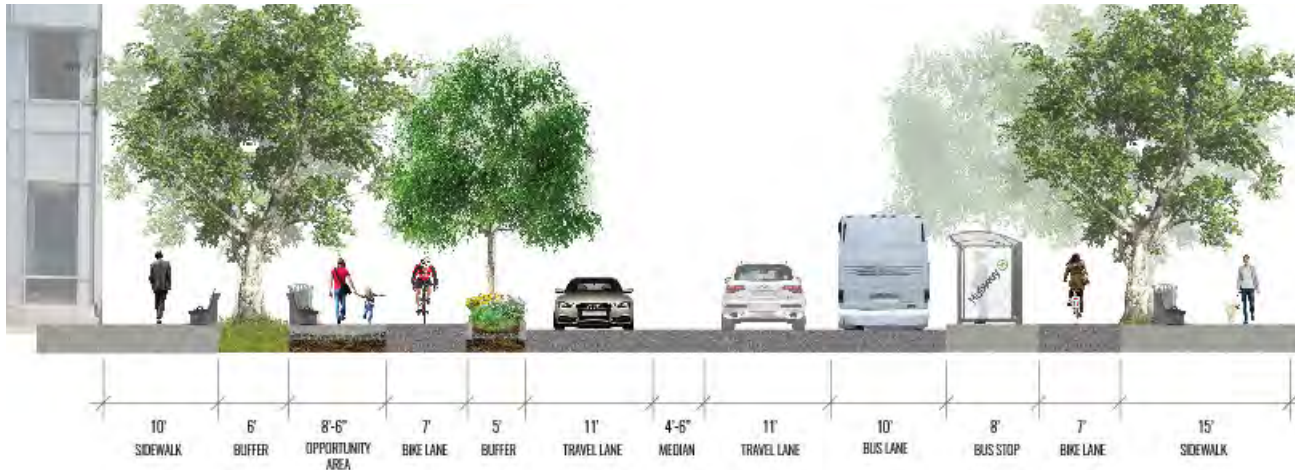 Midway
10' 6' 8'-6" 7' 5' 11' 4'-6" 11' 10' 8' 7' 15'
SIDEWALK BUFFER OPPORTUNITY AREA BIKE LANE BUFFER TRAVEL LANE MEDIAN TRAVEL LANE BUS LANE BUS STOP BIKE LANE SIDEWALK